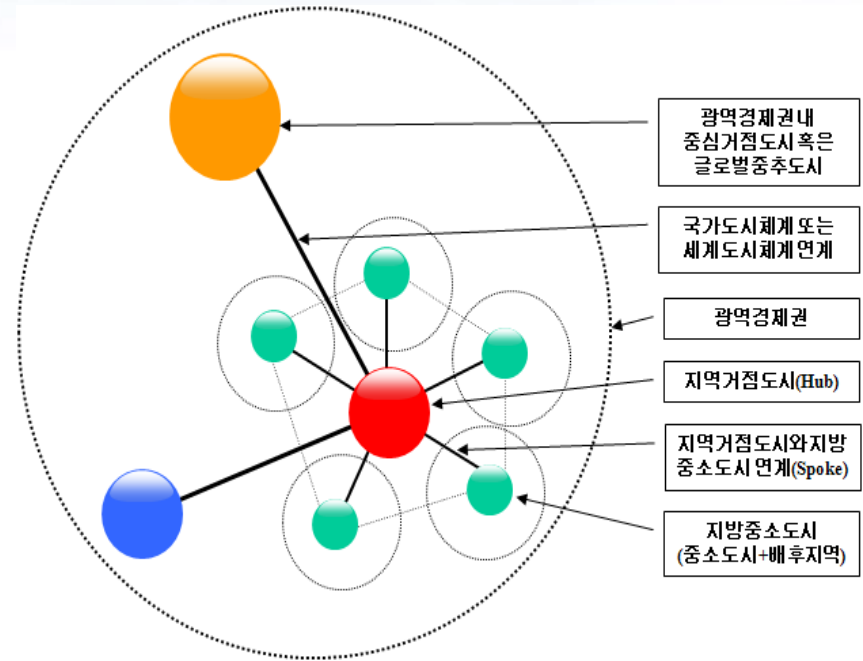 광역경제권내
중심거점도시 혹은
글로벌중추도시
국가도시체계 또는
세계도시체계 연계
광역경제권
지역거점도시(Hub)
지역거점도시와지방
중소도시 연계(Spoke)
지방중소도시
(중소도시+배후지역)